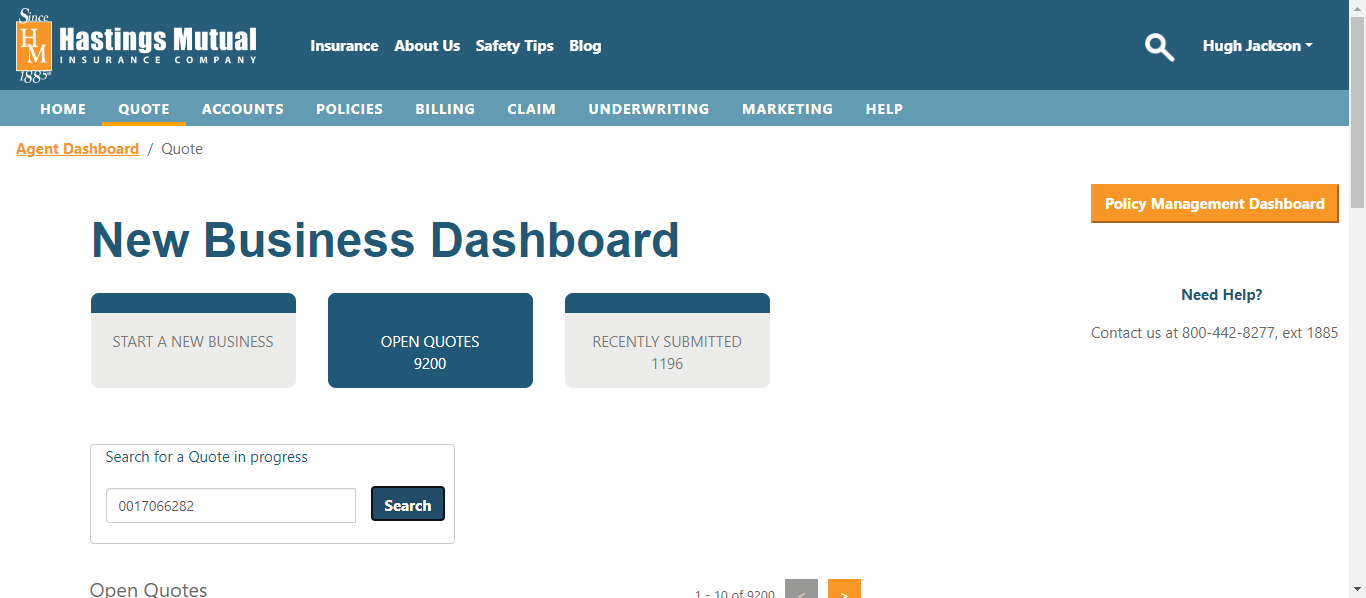 Since
HM
1885
Hastings Mutual
INSURANCE COMPANY
Insurance About Us Safety Tips Blog
Hugh Jackson
HOME QUOTE ACCOUNTS POLICIES BILLING CLAIM UNDERWRITING MARKETING HELP
Agent Dashboard / Quote
Policy Management Dashboard
New Business Dashboard
Need Help?
Contact us at 800-442-8277, ext 1885
START A NEW BUSINESS
OPEN QUOTES
9200
RECENTLY SUBMITTED
1196
Search for a Quote in progress
0017066282
Search
Open Quotes
1 - 10 of 9200 < >